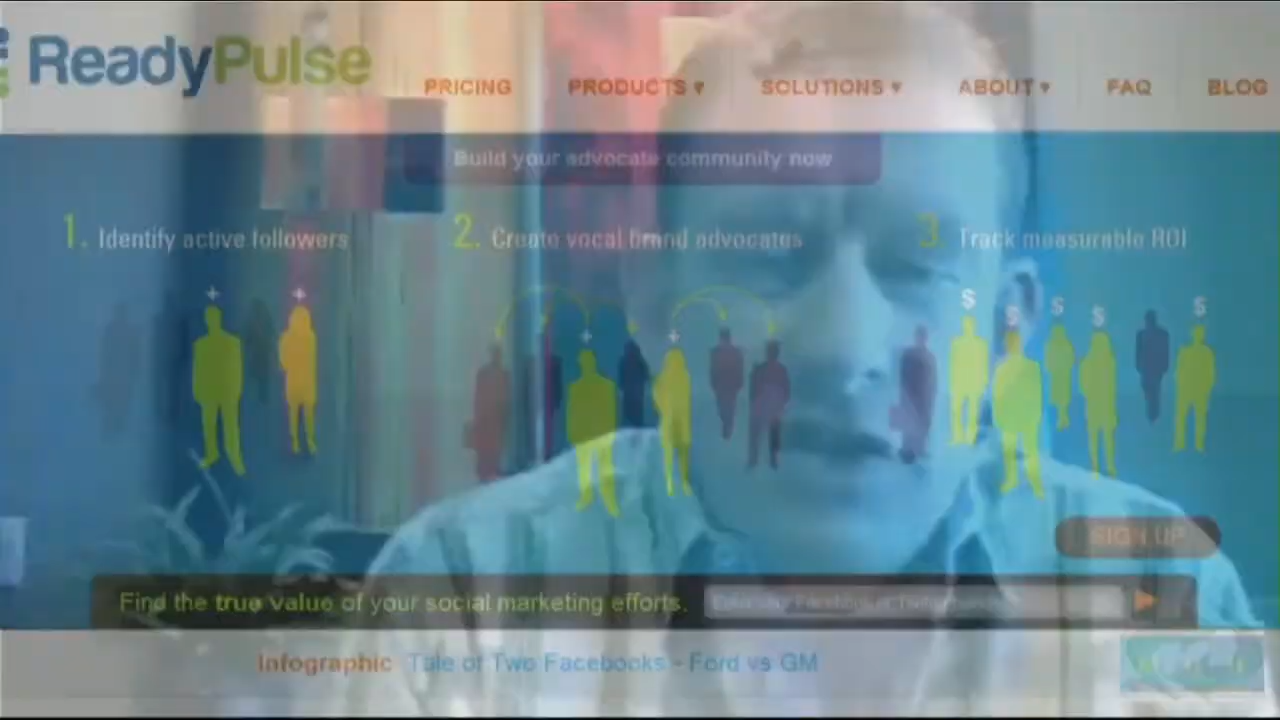 ReadyPulse
PRICING PRODUCTS ▾ SOLUTIONS ▾ ABOUT ▾ FAQ BLOG
Build your advocate community now
1. Identify active followers
2. Create vocal brand advocates
3. Track measurable ROI
+ +
+ +
$ $ $ $ $
SIGN UP
Find the true value of your social marketing efforts.
Infographic Tale of Two Facebooks - Ford vs GM